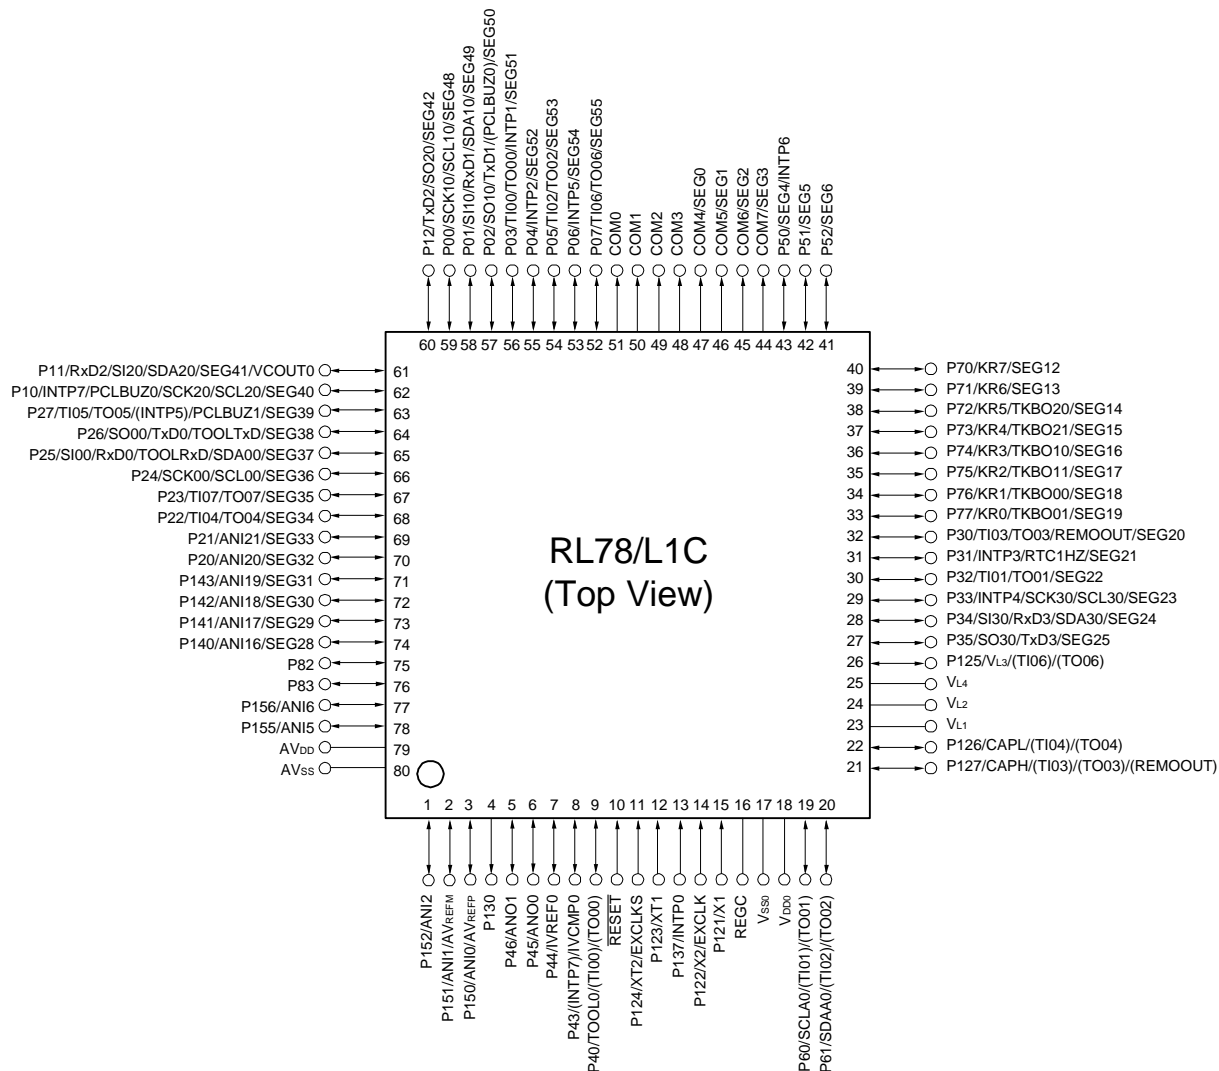 P12/TxD2/SO20/SEG42
P00/SCK10/SCL10/SEG48
P01/SI10/RxD1/SDA10/SEG49
P02/SO10/TxD1/(PCLBUZ0)/SEG50
P03/TI00/TO00/INTP1/SEG51
P04/INTP2/SEG52
P05/TI02/TO02/SEG53
P06/INTP5/SEG54
P07/TI06/TO06/SEG55
COM0
COM1
COM2
COM3
COM4/SEG0
COM5/SEG1
COM6/SEG2
COM7/SEG3
P50/SEG4/INTP6
P51/SEG5
P52/SEG6
60 59 58 57 56 55 54 53 52 51 50 49 48 47 46 45 44 43 42 41
P11/RxD2/SI20/SDA20/SEG41/VCOUT0 61
P10/INTP7/PCLBUZ0/SCK20/SCL20/SEG40 62
P27/TI05/TO05/(INTP5)/PCLBUZ1/SEG39 63
P26/SO00/TxD0/TOOLTxD/SEG38 64
P25/SI00/RxD0/TOOLRxD/SDA00/SEG37 65
P24/SCK00/SCL00/SEG36 66
P23/TI07/TO07/SEG35 67
P22/TI04/TO04/SEG34 68
P21/ANI21/SEG33 69
P20/ANI20/SEG32 70
P143/ANI19/SEG31 71
P142/ANI18/SEG30 72
P141/ANI17/SEG29 73
P140/ANI16/SEG28 74
P82 75
P83 76
P156/ANI6 77
P155/ANI5 78
AVDD 79
AVSS 80
RL78/L1C
(Top View)
40 P70/KR7/SEG12
39 P71/KR6/SEG13
38 P72/KR5/TKBO20/SEG14
37 P73/KR4/TKBO21/SEG15
36 P74/KR3/TKBO10/SEG16
35 P75/KR2/TKBO11/SEG17
34 P76/KR1/TKBO00/SEG18
33 P77/KR0/TKBO01/SEG19
32 P30/TI03/TO03/REMOOUT/SEG20
31 P31/INTP3/RTC1HZ/SEG21
30 P32/TI01/TO01/SEG22
29 P33/INTP4/SCK30/SCL30/SEG23
28 P34/SI30/RxD3/SDA30/SEG24
27 P35/SO30/TxD3/SEG25
26 P125/VL3/(TI06)/(TO06)
25 VL4
24 VL2
23 VL1
22 P126/CAPL/(TI04)/(TO04)
21 P127/CAPH/(TI03)/(TO03)/(REMOOUT)
1 2 3 4 5 6 7 8 9 10 11 12 13 14 15 16 17 18 19 20
P152/ANI2
P151/ANI1/AVREFM
P150/ANI0/AVREFP
P130
P46/ANO1
P45/ANO0
P44/IVREF0
P43/(INTP7)/IVCMP0
P40/TOOL0/(TI00)/(TO00)
RESET
P124/XT2/EXCLKS
P123/XT1
P137/INTP0
P122/X2/EXCLK
P121/X1
REGC
VSS0
VDD0
P60/SCLA0/(TI01)/(TO01)
P61/SDAA0/(TI02)/(TO02)